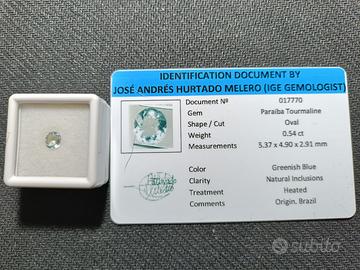 IDENTIFICATION DOCUMENT BY
JOSÉ ANDRÉS HURTADO MELERO (IGE GEMOLOGIST)
Document Nº 017770
Gem Paraiba Tourmaline
Shape / Cut Oval
Weight 0.54 ct
Measurements 5.37 x 4.90 x 2.91 mm
Color Greenish Blue
Clarity Natural Inclusions
Treatment Heated
Comments Origin, Brazil
subito